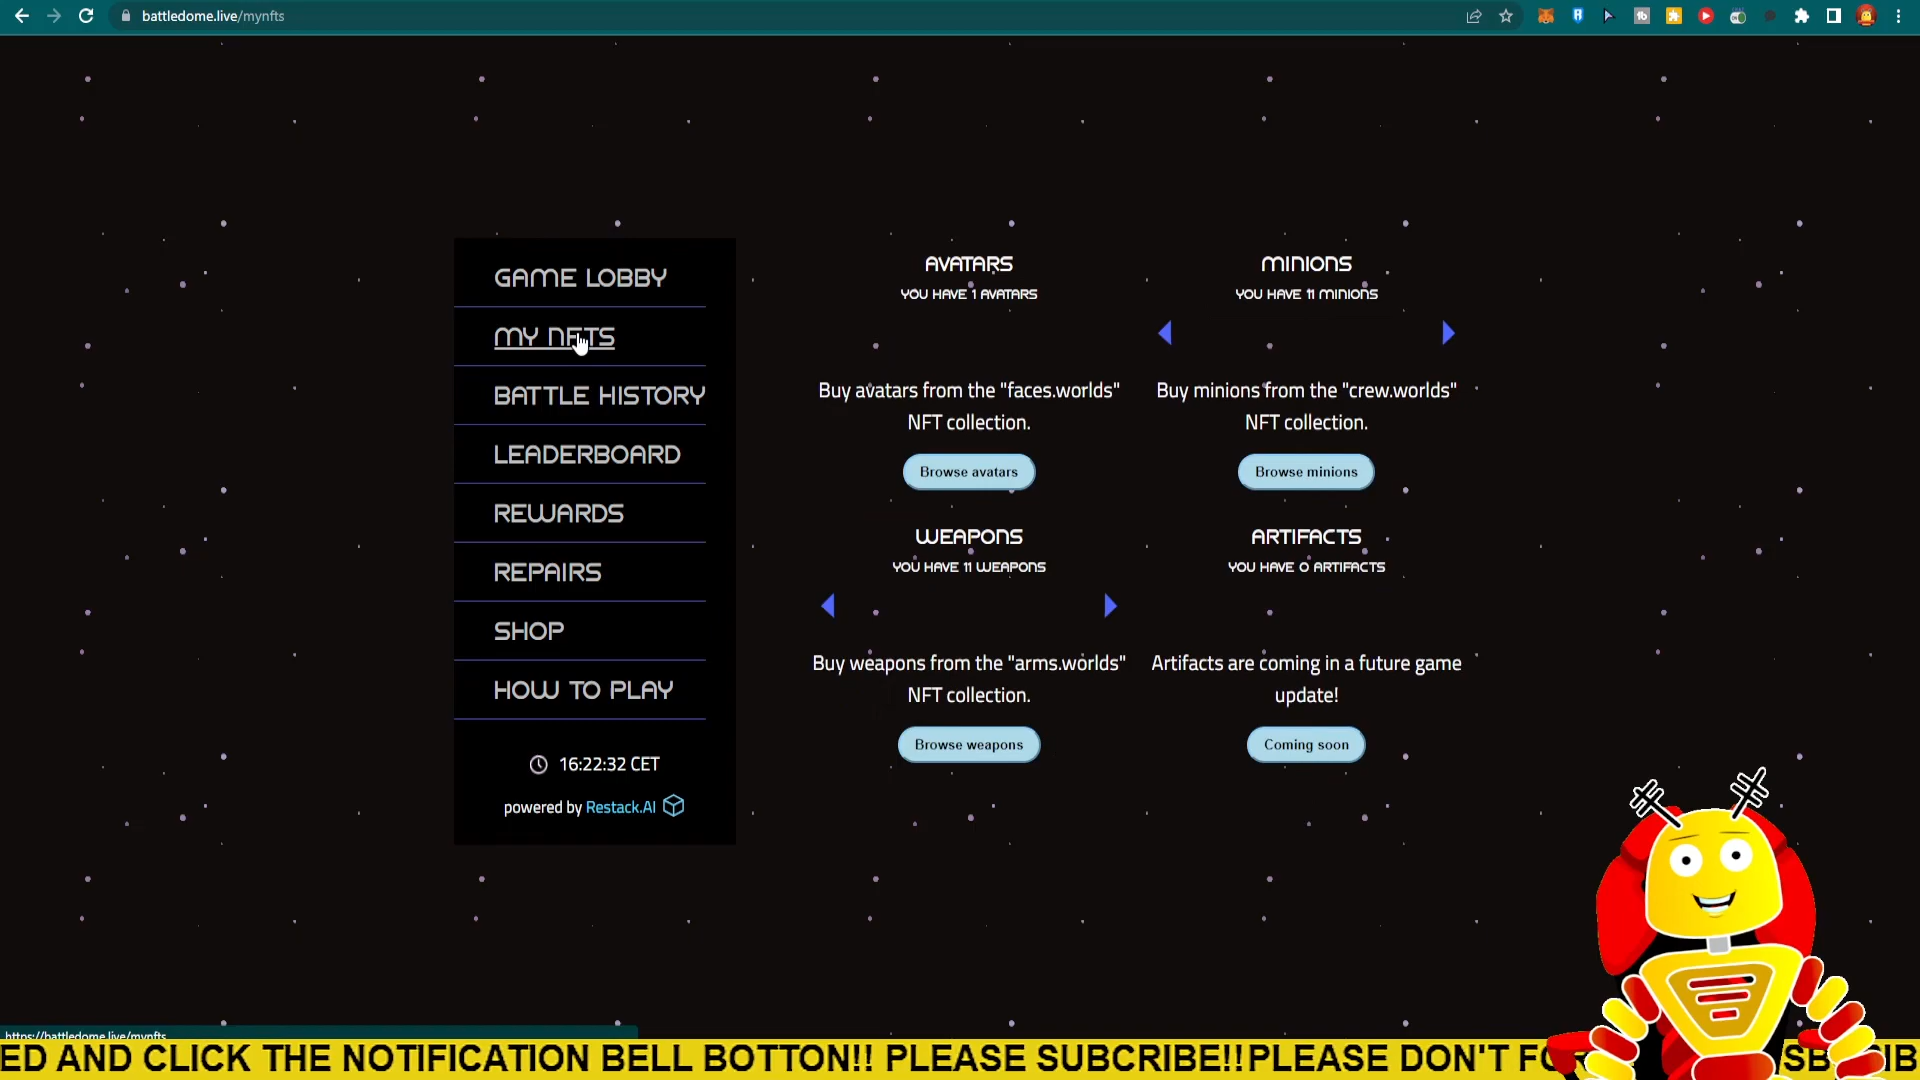 battledome.live/mynfts
GAME LOBBY
MY NFTS
BATTLE HISTORY
LEADERBOARD
REWARDS
REPAIRS
SHOP
HOW TO PLAY
16:22:32 CET
powered by Restack.AI
AVATARS
YOU HAVE 1 AVATARS
Buy avatars from the "faces.worlds"
NFT collection.
Browse avatars
MINIONS
YOU HAVE 11 MINIONS
Buy minions from the "crew.worlds"
NFT collection.
Browse minions
WEAPONS
YOU HAVE 11 WEAPONS
Buy weapons from the "arms.worlds"
NFT collection.
Browse weapons
ARTIFACTS
YOU HAVE 0 ARTIFACTS
Artifacts are coming in a future game
update!
Coming soon
https://battledome.live/mynfts
ED AND CLICK THE NOTIFICATION BELL BOTTON!! PLEASE SUBCRIBE!!PLEASE DON'T